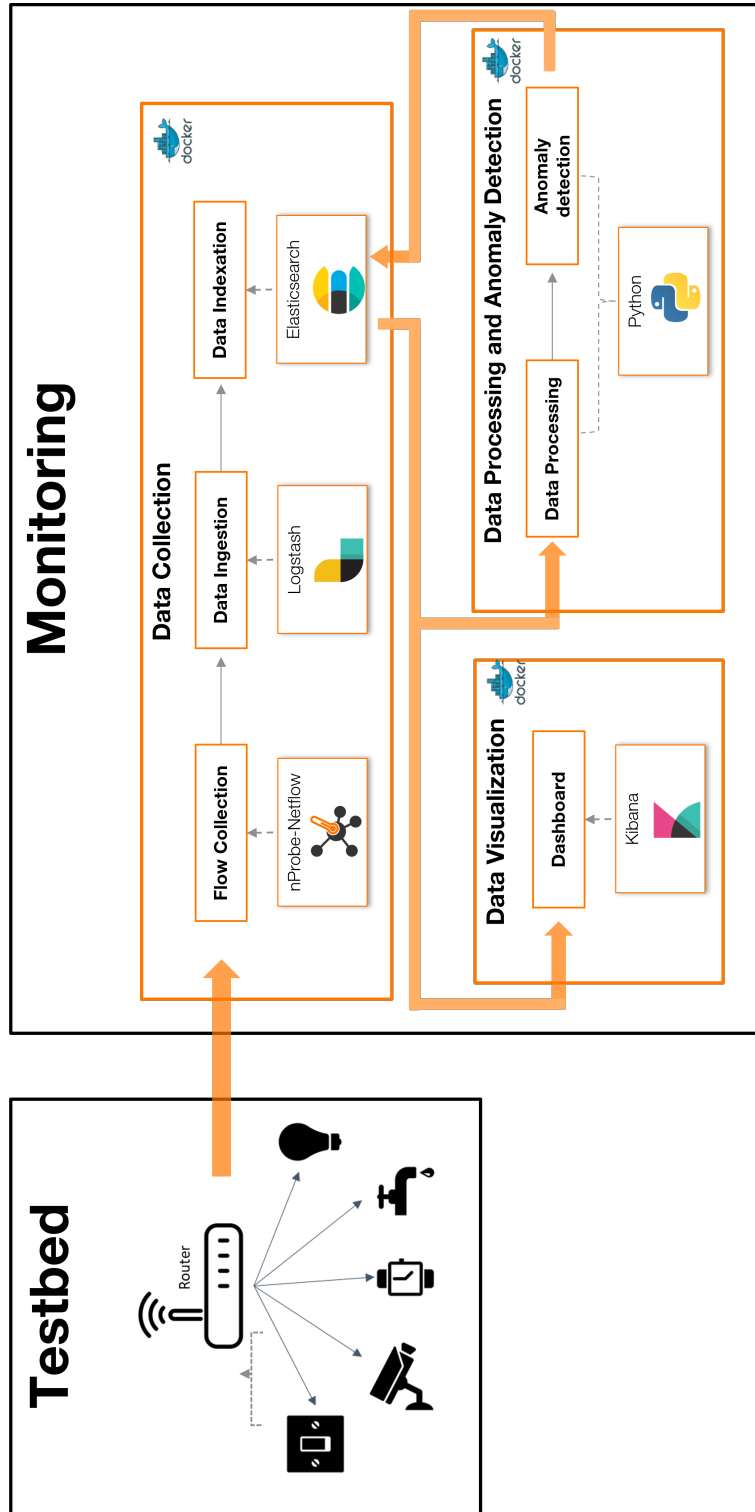 Testbed
Router
Monitoring
Data Collection
docker
Flow Collection
Data Ingestion
Data Indexation
nProbe-Netflow
Logstash
Elasticsearch
Data Visualization
docker
Dashboard
Kibana
Data Processing and Anomaly Detection
docker
Data Processing
Anomaly
detection
Python